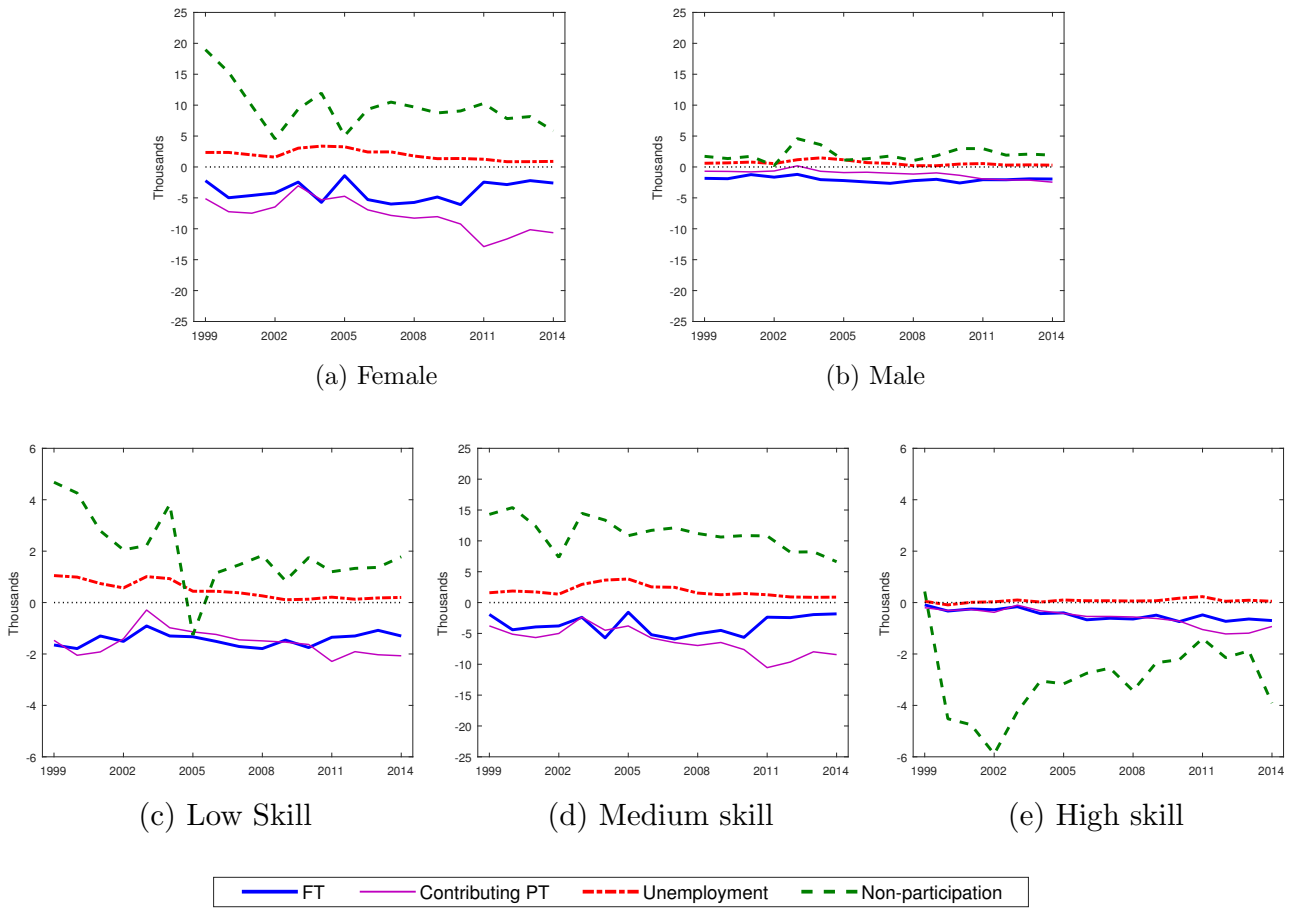 25
20
15
10
5
0
-5
-10
-15
-20
-25
Thousands
1999 2002 2005 2008 2011 2014
(a) Female
25
20
15
10
5
0
-5
-10
-15
-20
-25
Thousands
1999 2002 2005 2008 2011 2014
(b) Male
6
4
2
0
-2
-4
-6
Thousands
1999 2002 2005 2008 2011 2014
(c) Low Skill
25
20
15
10
5
0
-5
-10
-15
-20
-25
Thousands
1999 2002 2005 2008 2011 2014
(d) Medium skill
6
4
2
0
-2
-4
-6
Thousands
1999 2002 2005 2008 2011 2014
(e) High skill
FT Contributing PT Unemployment Non-participation